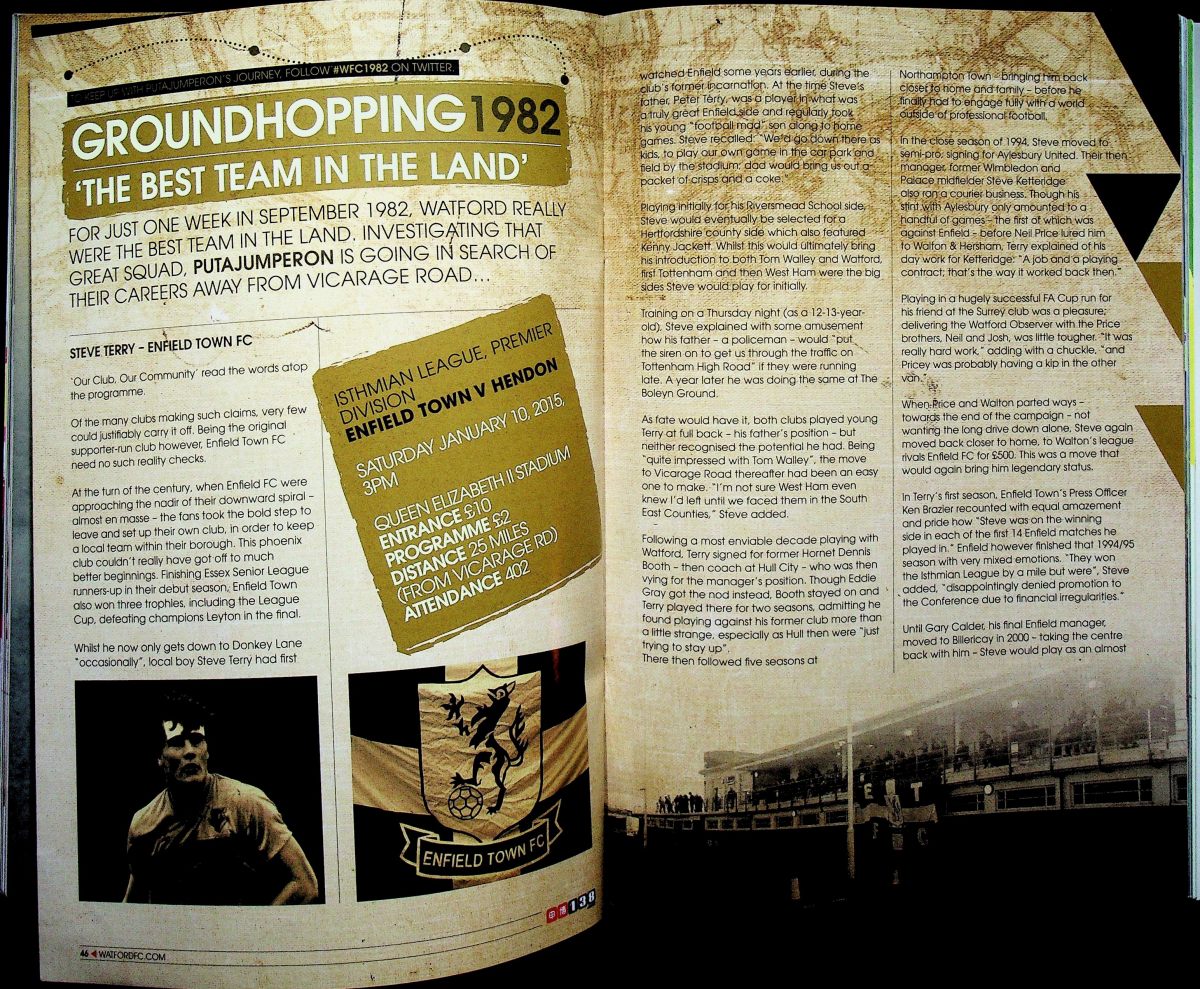 TO KEEP UP WITH PUTAJUMPERON'S JOURNEY, FOLLOW #WFC1982 ON TWITTER.
GROUNDHOPPING 1982
'THE BEST TEAM IN THE LAND'
FOR JUST ONE WEEK IN SEPTEMBER 1982, WATFORD REALLY
WERE THE BEST TEAM IN THE LAND. INVESTIGATING THAT
GREAT SQUAD, PUTAJUMPERON IS GOING IN SEARCH OF
THEIR CAREERS AWAY FROM VICARAGE ROAD...
STEVE TERRY – ENFIELD TOWN FC
'Our Club, Our Community' read the words atop
the programme.
Of the many clubs making such claims, very few
could justifiably carry it off. Being the original
supporter-run club however, Enfield Town FC
need no such reality checks.
At the turn of the century, when Enfield FC were
approaching the nadir of their downward spiral –
almost en masse – the fans took the bold step to
leave and set up their own club, in order to keep
a local team within their borough. This phoenix
club couldn't really have got off to much
better beginnings. Finishing Essex Senior League
runners-up in their debut season, Enfield Town
also won three trophies, including the League
Cup, defeating champions Leyton in the final.
Whilst he now only gets down to Donkey Lane
"occasionally", local boy Steve Terry had first
ISTHMIAN LEAGUE, PREMIER
DIVISION
ENFIELD TOWN V HENDON
SATURDAY JANUARY 10, 2015,
3PM
QUEEN ELIZABETH II STADIUM
ENTRANCE £10
PROGRAMME £2
DISTANCE 25 MILES
(FROM VICARAGE RD)
ATTENDANCE 402
ENFIELD TOWN FC
46 WATFORDFC.COM
138
watched Enfield some years earlier, during the
club's former incarnation. At the time Steve's
father, Peter Terry, was a player in what was
a truly great Enfield side and regularly took
his young "football mad" son along to home
games. Steve recalled: "We'd go down there as
kids, to play our own game in the car park and
field by the stadium; dad would bring us out a
packet of crisps and a coke."
Playing initially for his Riversmead School side,
Steve would eventually be selected for a
Hertfordshire county side which also featured
Kenny Jackett. Whilst this would ultimately bring
his introduction to both Tom Walley and Watford,
first Tottenham and then West Ham were the big
sides Steve would play for initially.
Training on a Thursday night (as a 12-13-year-
old), Steve explained with some amusement
how his father – a policeman – would "put
the siren on to get us through the traffic on
Tottenham High Road" if they were running
late. A year later he was doing the same at The
Boleyn Ground.
As fate would have it, both clubs played young
Terry at full back – his father's position – but
neither recognised the potential he had. Being
"quite impressed with Tom Walley", the move
to Vicarage Road thereafter had been an easy
one to make. "I'm not sure West Ham even
knew I'd left until we faced them in the South
East Counties," Steve added.
Following a most enviable decade playing with
Watford, Terry signed for former Hornet Dennis
Booth – then coach at Hull City – who was then
vying for the manager's position. Though Eddie
Gray got the nod instead, Booth stayed on and
Terry played there for two seasons, admitting he
found playing against his former club more than
a little strange, especially as Hull then were "just
trying to stay up".
There then followed five seasons at
Northampton Town – bringing him back
closer to home and family – before he
finally had to engage fully with a world
outside of professional football.
In the close season of 1994, Steve moved to
semi-pro, signing for Aylesbury United. Their then
manager, former Wimbledon and
Palace midfielder Steve Ketteridge
also ran a courier business. Though his
stint with Aylesbury only amounted to a
handful of games – the first of which was
against Enfield – before Neil Price lured him
to Walton & Hersham, Terry explained of his
day work for Ketteridge: "A job and a playing
contract; that's the way it worked back then."
Playing in a hugely successful FA Cup run for
his friend at the Surrey club was a pleasure;
delivering the Watford Observer with the Price
brothers, Neil and Josh, was little tougher. "It was
really hard work," adding with a chuckle, "and
Pricey was probably having a kip in the other
van."
When Price and Walton parted ways –
towards the end of the campaign – not
wanting the long drive down alone, Steve again
moved back closer to home, to Walton's league
rivals Enfield FC for £500. This was a move that
would again bring him legendary status.
In Terry's first season, Enfield Town's Press Officer
Ken Brazier recounted with equal amazement
and pride how "Steve was on the winning
side in each of the first 14 Enfield matches he
played in." Enfield however finished that 1994/95
season with very mixed emotions. "They won
the Isthmian League by a mile but were", Steve
added, "disappointingly denied promotion to
the Conference due to financial irregularities."
Until Gary Calder, his final Enfield manager,
moved to Billericay in 2000 – taking the centre
back with him – Steve would play as an almost
E T
F C